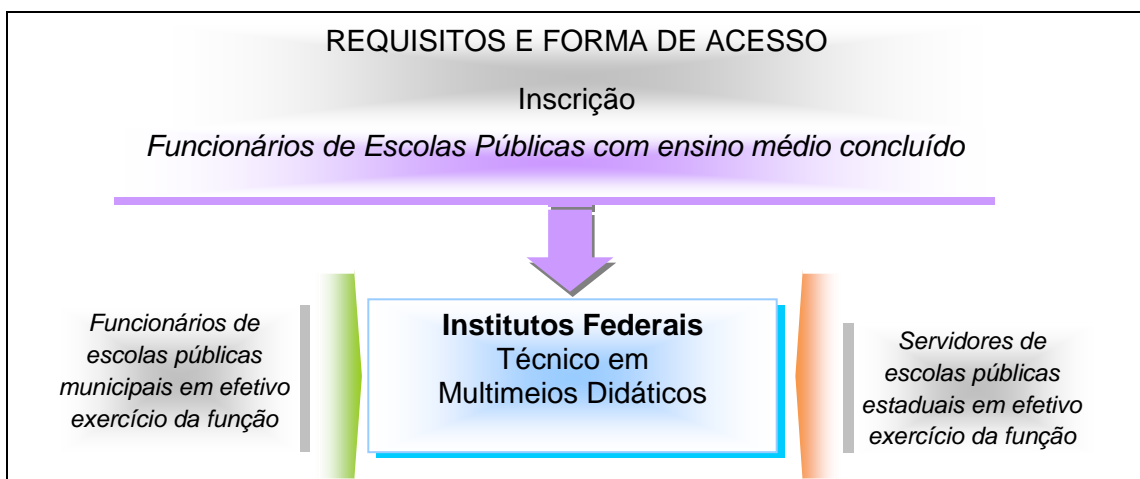 REQUISITOS E FORMA DE ACESSO
Inscrição
Funcionários de Escolas Públicas com ensino médio concluído
Funcionários de
escolas públicas
municipais em efetivo
exercício da função
Institutos Federais
Técnico em
Multimeios Didáticos
Servidores de
escolas públicas
estaduais em efetivo
exercício da função